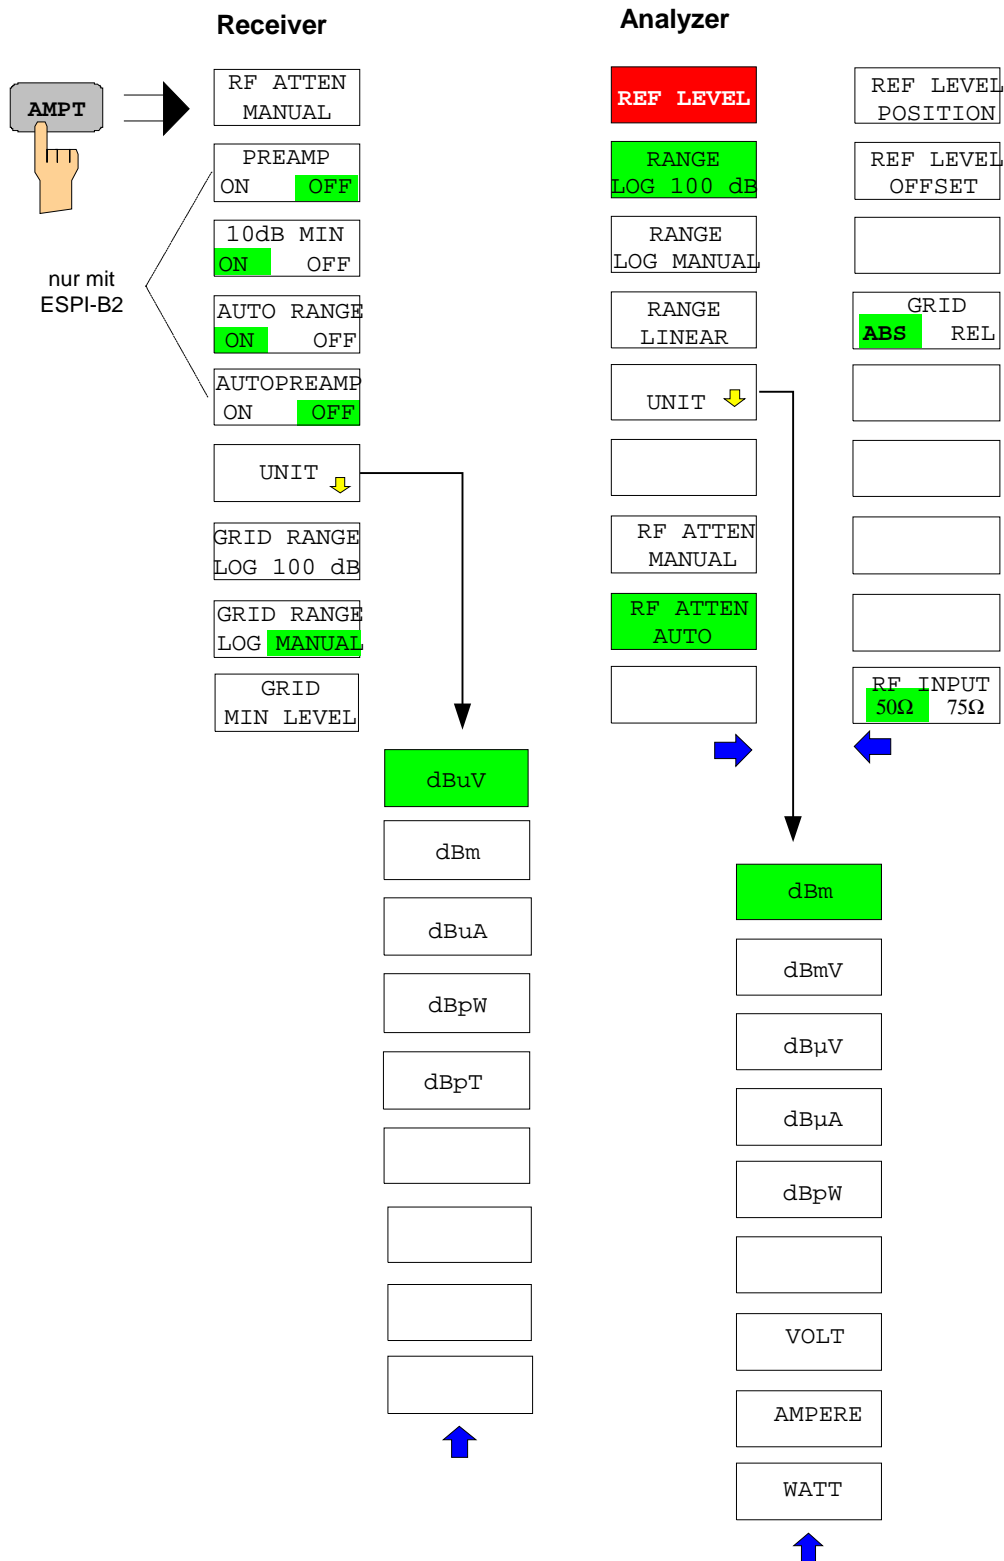 Receiver
Analyzer
AMPT
RF ATTEN
MANUAL
PREAMP
ON OFF
10dB MIN
ON OFF
AUTO RANGE
ON OFF
AUTOPREAMP
ON OFF
UNIT
GRID RANGE
LOG 100 dB
GRID RANGE
LOG MANUAL
GRID
MIN LEVEL
nur mit
ESPI-B2
dBuV
dBm
dBuA
dBpW
dBpT
REF LEVEL
RANGE
LOG 100 dB
RANGE
LOG MANUAL
RANGE
LINEAR
UNIT
RF ATTEN
MANUAL
RF ATTEN
AUTO
REF LEVEL
POSITION
REF LEVEL
OFFSET
GRID
ABS REL
RF INPUT
50Ω 75Ω
dBm
dBmV
dBµV
dBµA
dBpW
VOLT
AMPERE
WATT